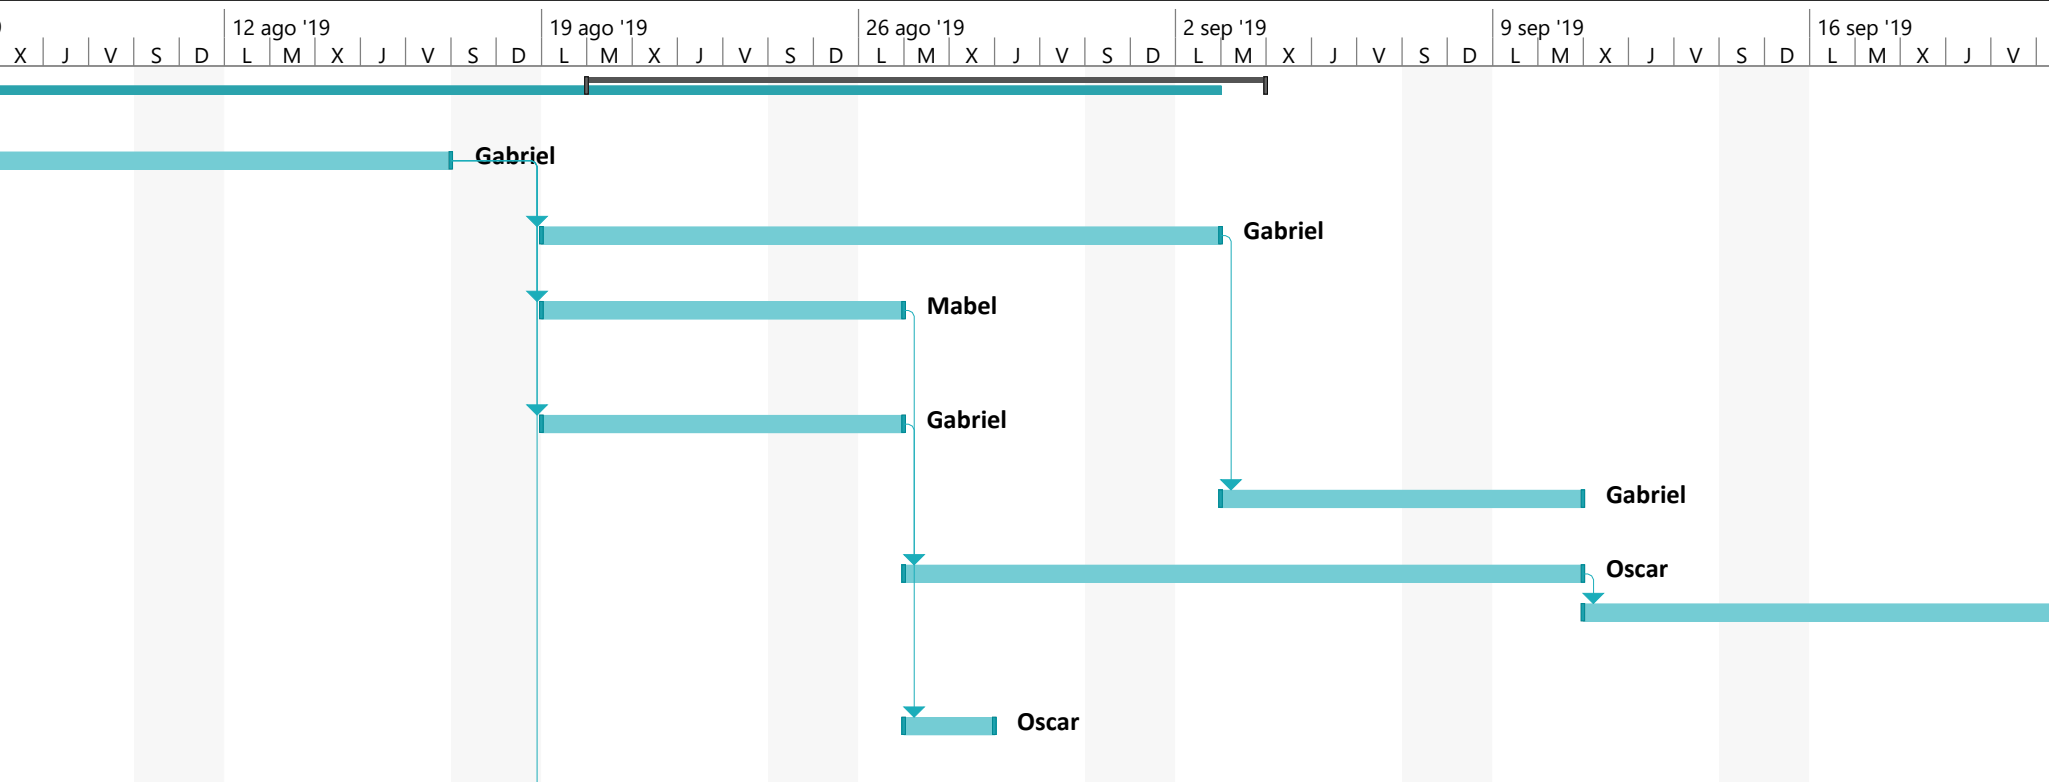 12 ago '19 19 ago '19 26 ago '19 2 sep '19 9 sep '19 16 sep '19
X J V S D L M X J V S D L M X J V S D L M X J V S D L M X J V S D L M X J V S D L M X J V
Gabriel
Gabriel
Mabel
Gabriel
Gabriel
Oscar
Oscar